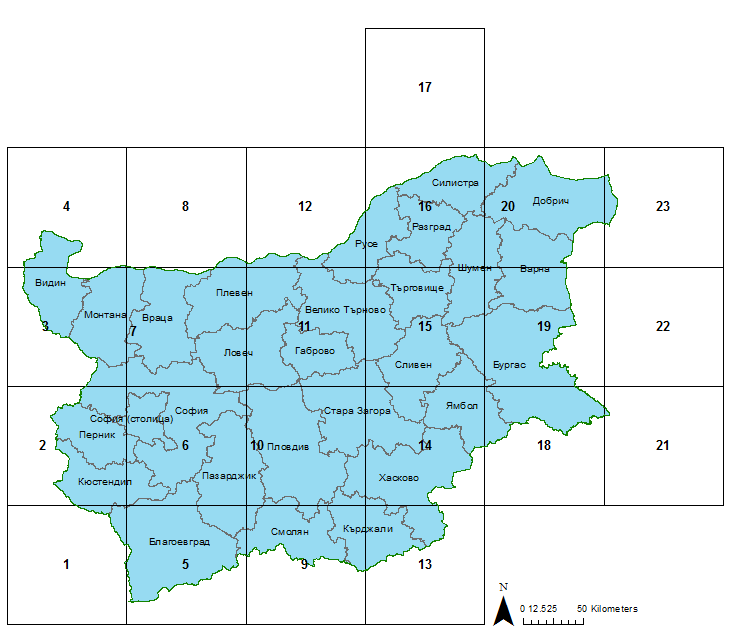 17
Силистра
4
8
12
16
20
Добрич
23
Разград
Русе
Шумен
Варна
Видин
Търговище
Плевен
Монтана
Велико Търново
Враца
3
7
11
15
19
22
Габрово
Ловеч
Сливен
Бургас
Ямбол
София (столица)
София
Стара Загора
Перник
2
6
10
Пловдив
14
18
21
Пазарджик
Хасково
Кюстендил
Кърджали
Смолян
Благоевград
1
5
9
13
N
0 12.525 50 Kilometers